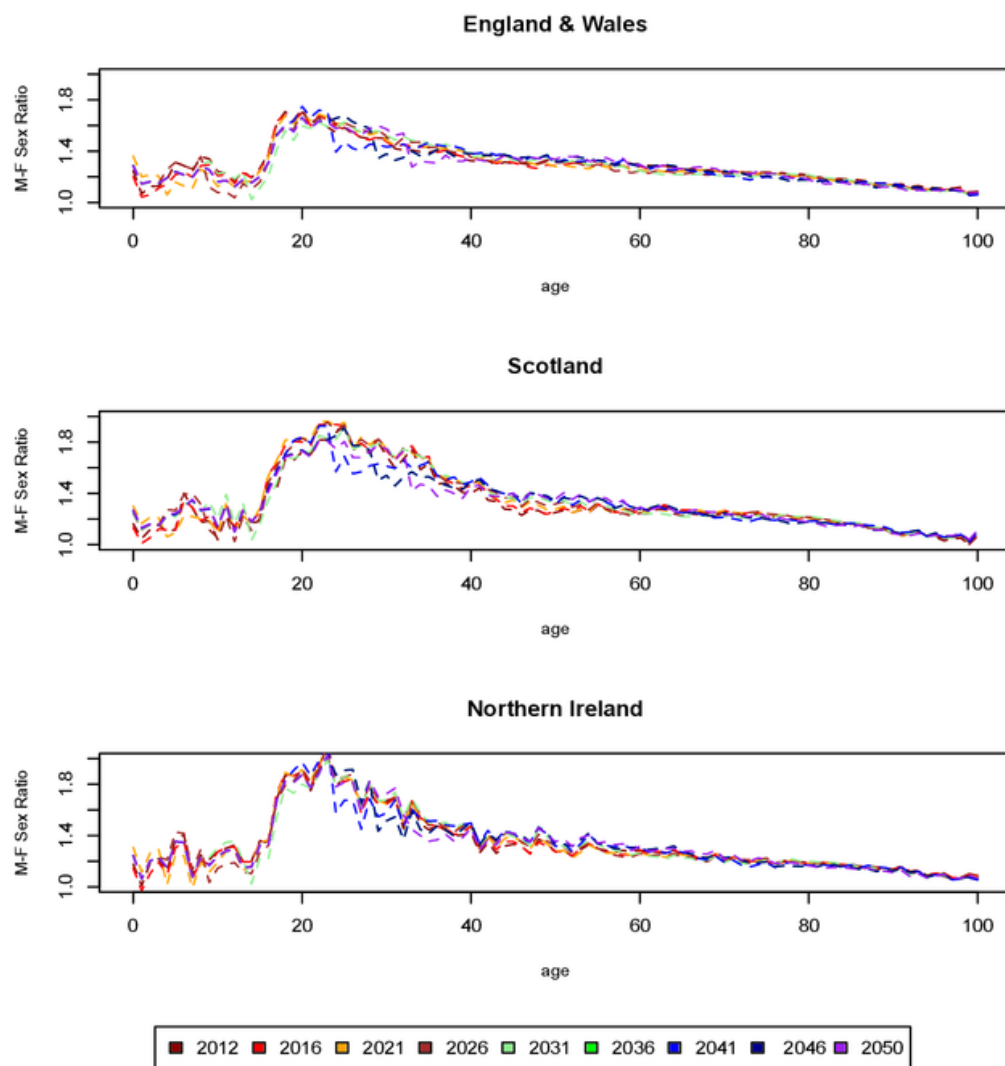 England & Wales
M-F Sex Ratio
1.0 1.4 1.8
0 20 40 60 80 100
age
Scotland
M-F Sex Ratio
1.0 1.4 1.8
0 20 40 60 80 100
age
Northern Ireland
M-F Sex Ratio
1.0 1.4 1.8
0 20 40 60 80 100
age
2012 2016 2021 2026 2031 2036 2041 2046 2050